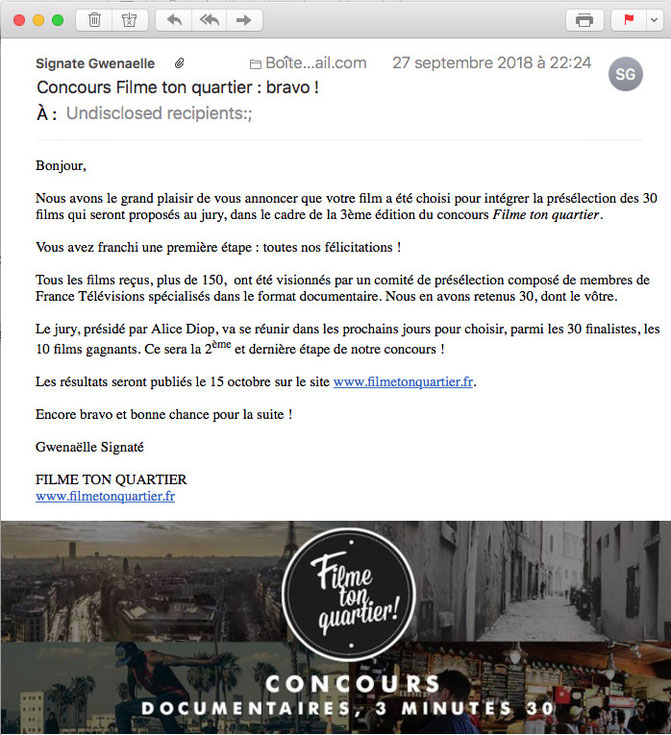 Signate Gwenaelle
Boîte...ail.com
27 septembre 2018 à 22:24
SG
Concours Filme ton quartier : bravo !
À : Undisclosed recipients:;
Bonjour,
Nous avons le grand plaisir de vous annoncer que votre film a été choisi pour intégrer la présélection des 30
films qui seront proposés au jury, dans le cadre de la 3ème édition du concours Filme ton quartier.
Vous avez franchi une première étape : toutes nos félicitations !
Tous les films reçus, plus de 150,  ont été visionnés par un comité de présélection composé de membres de
France Télévisions spécialisés dans le format documentaire. Nous en avons retenus 30, dont le vôtre.
Le jury, présidé par Alice Diop, va se réunir dans les prochains jours pour choisir, parmi les 30 finalistes, les
10 films gagnants. Ce sera la 2ème et dernière étape de notre concours !
Les résultats seront publiés le 15 octobre sur le site www.filmetonquartier.fr.
Encore bravo et bonne chance pour la suite !
Gwenaëlle Signaté
FILME TON QUARTIER
www.filmetonquartier.fr
Filme
ton
quartier!
CONCOURS
DOCUMENTAIRES, 3 MINUTES 30